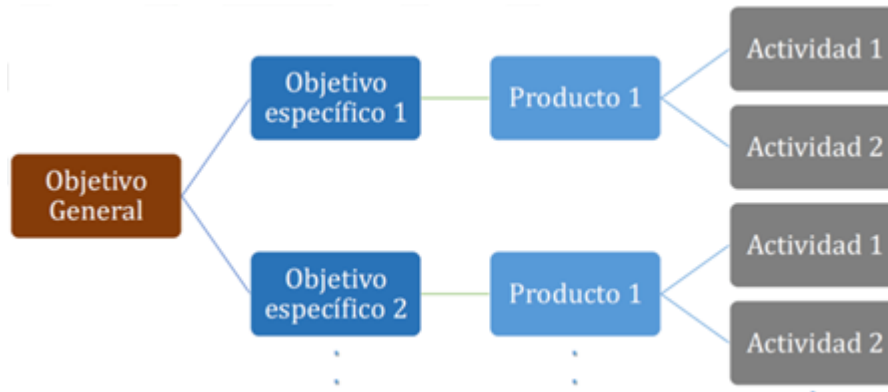 Objetivo
General
Objetivo
específico 1
Producto 1
Actividad 1
Actividad 2
Objetivo
específico 2
Producto 1
Actividad 1
Actividad 2